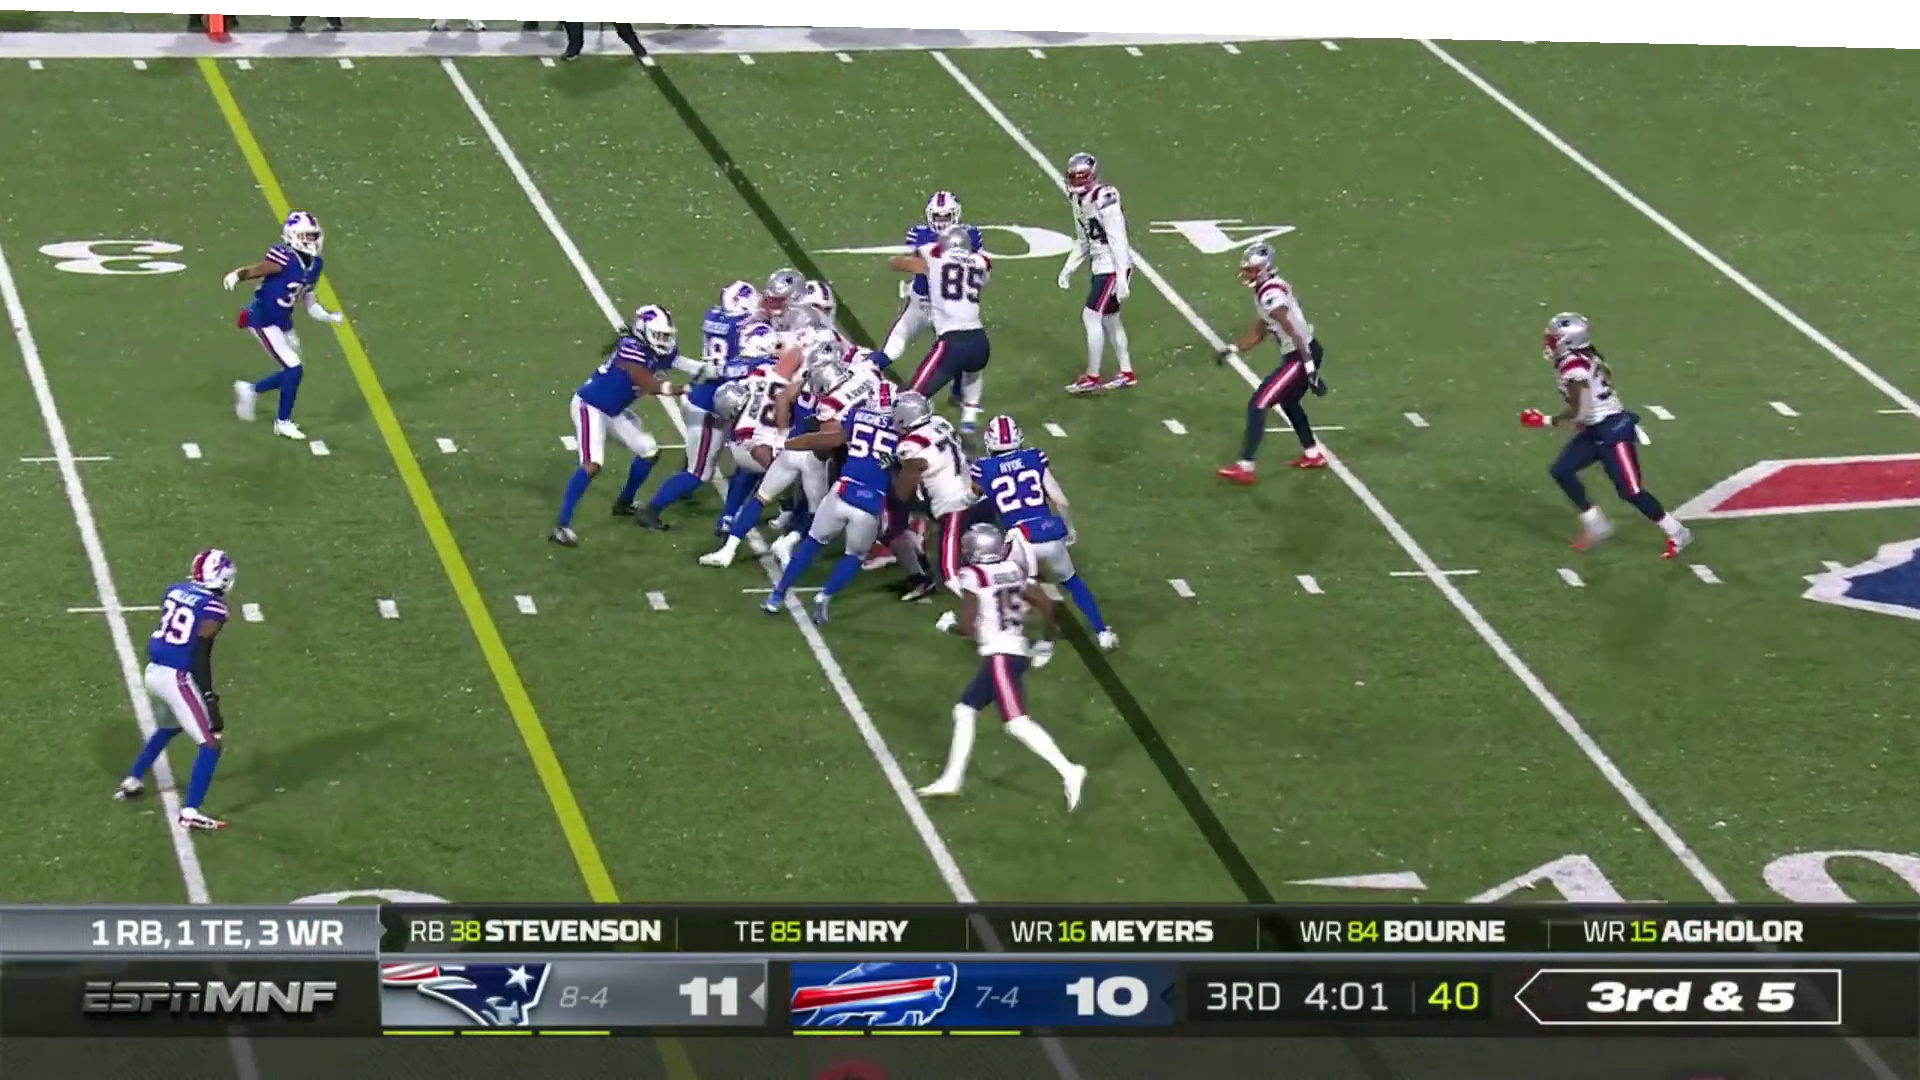 85
HUGHES
55
HYDE
23
15
39
1 RB, 1 TE, 3 WR
RB 38 STEVENSON
TE 85 HENRY
WR 16 MEYERS
WR 84 BOURNE
WR 15 AGHOLOR
ESPN MNF
8-4 11
7-4 10
3RD 4:01 40
3rd & 5